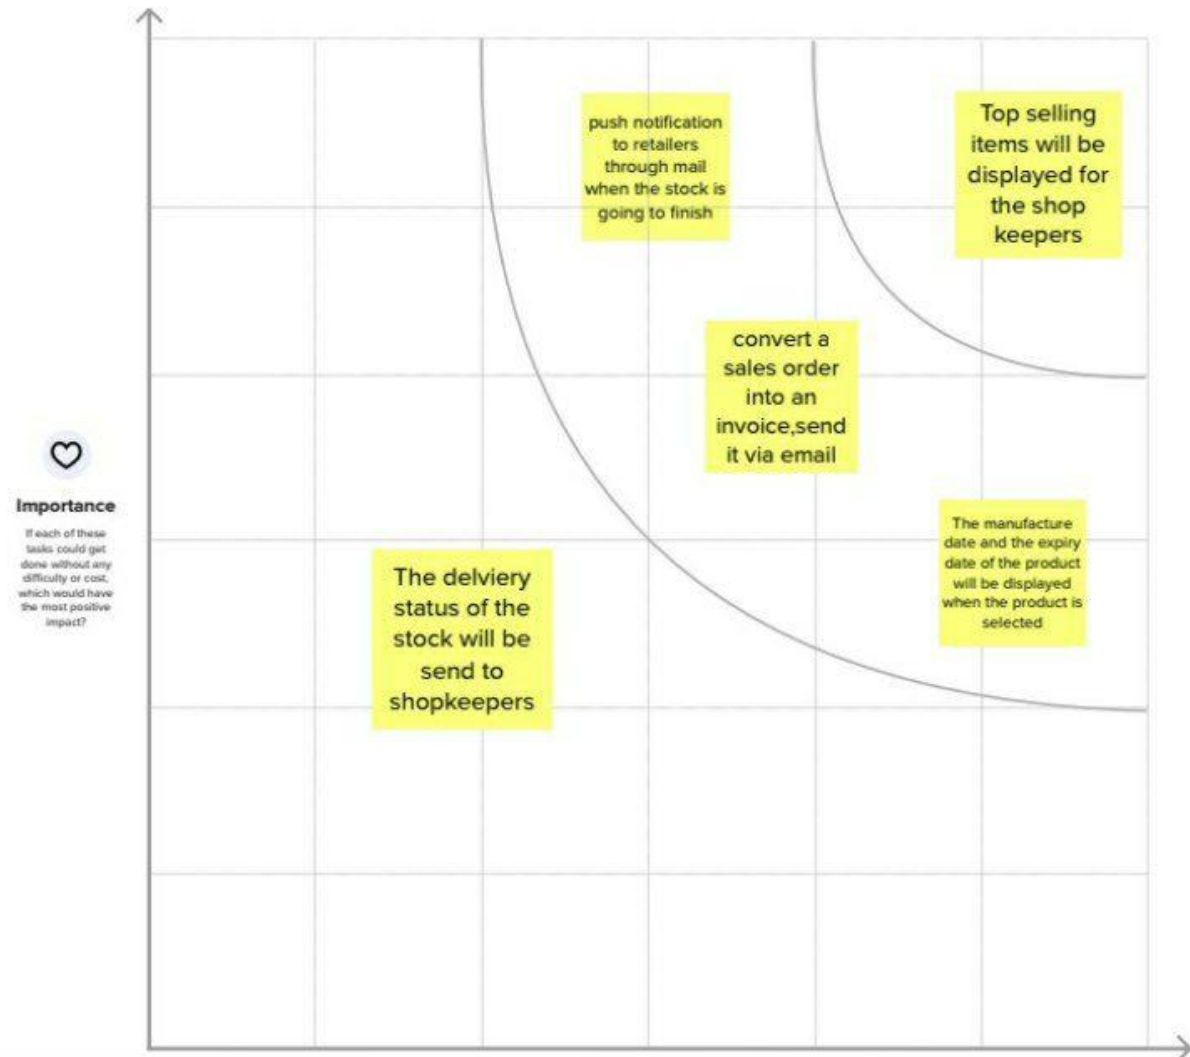 push notification
to retailers
through mail
when the stock is
going to finish
Top selling
items will be
displayed for
the shop
keepers
convert a
sales order
into an
invoice,send
it via email
Importance
If each of these
tasks could get
done without any
difficulty or cost,
which would have
the most positive
impact?
The manufacture
date and the expiry
date of the product
will be displayed
when the product is
selected
The delviery
status of the
stock will be
send to
shopkeepers